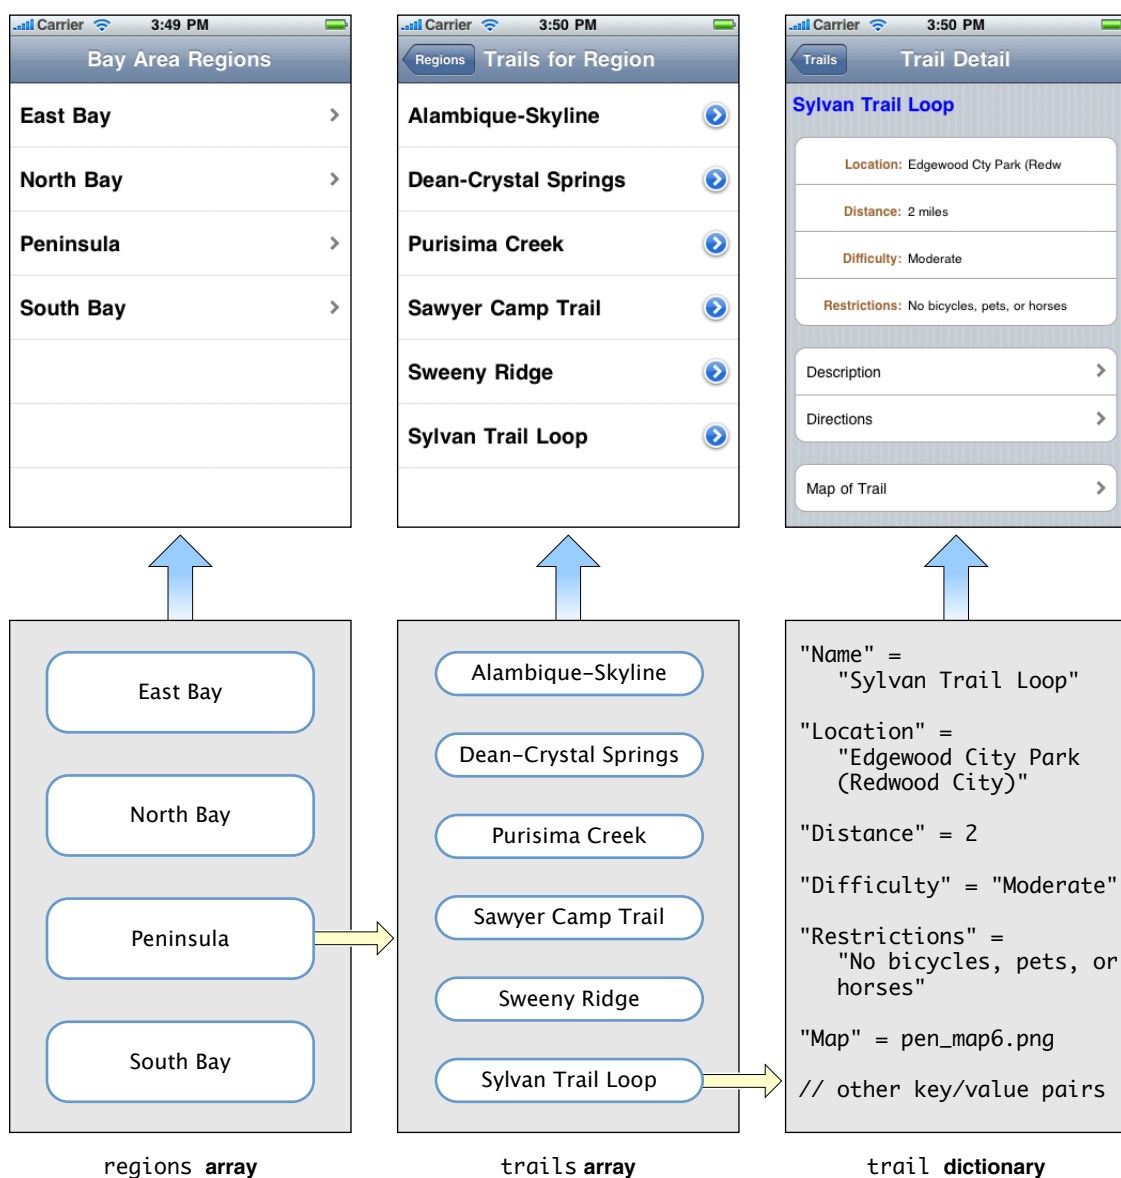 Carrier 3:49 PM
Bay Area Regions
East Bay
North Bay
Peninsula
South Bay
Carrier 3:50 PM
Regions Trails for Region
Alambique-Skyline
Dean-Crystal Springs
Purisima Creek
Sawyer Camp Trail
Sweeny Ridge
Sylvan Trail Loop
Carrier 3:50 PM
Trails Trail Detail
Sylvan Trail Loop
Location: Edgewood Cty Park (Redw
Distance: 2 miles
Difficulty: Moderate
Restrictions: No bicycles, pets, or horses
Description
Directions
Map of Trail
East Bay
North Bay
Peninsula
South Bay
regions array
Alambique-Skyline
Dean-Crystal Springs
Purisima Creek
Sawyer Camp Trail
Sweeny Ridge
Sylvan Trail Loop
trails array
"Name" =
"Sylvan Trail Loop"
"Location" =
"Edgewood City Park
(Redwood City)"
"Distance" = 2
"Difficulty" = "Moderate"
"Restrictions" =
"No bicycles, pets, or
horses"
"Map" = pen_map6.png
// other key/value pairs
trail dictionary